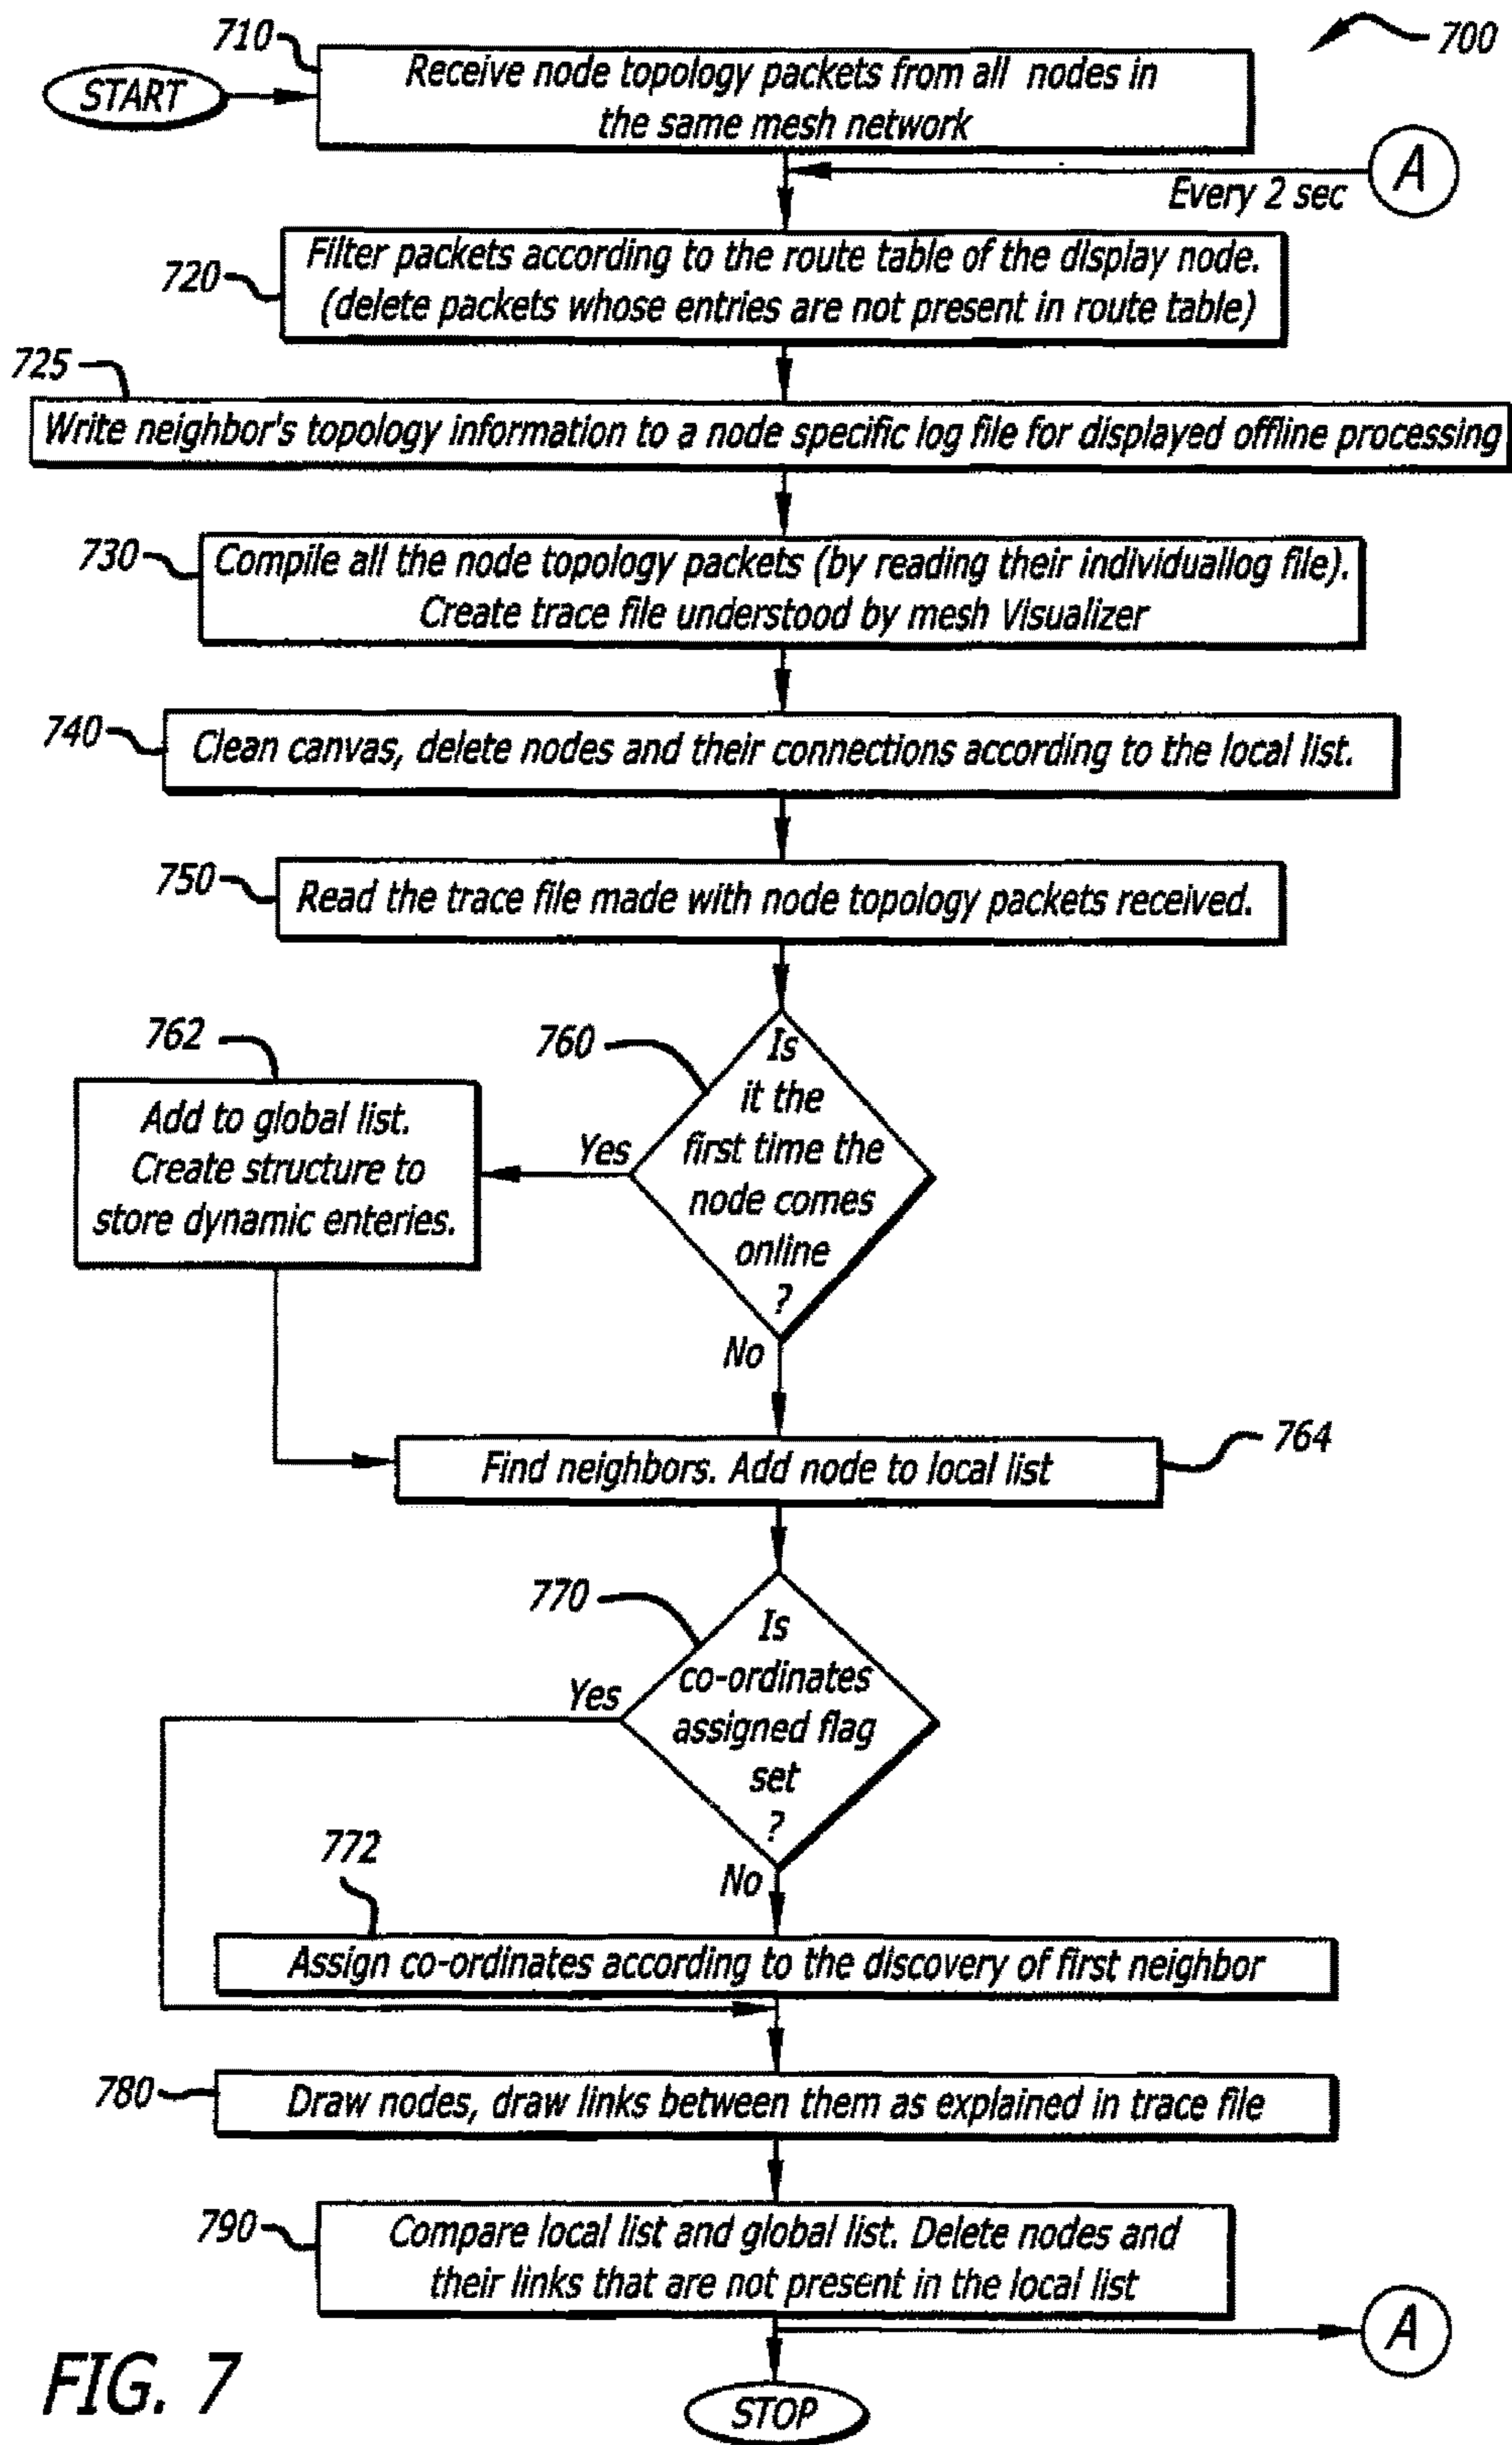 710
700
START
Receive node topology packets from all nodes in
the same mesh network
A
Every 2 sec
720
Filter packets according to the route table of the display node.
(delete packets whose entries are not present in route table)
725
Write neighbor's topology information to a node specific log file for displayed offline processing
730
Compile all the node topology packets (by reading their individuallog file).
Create trace file understood by mesh Visualizer
740
Clean canvas, delete nodes and their connections according to the local list.
750
Read the trace file made with node topology packets received.
762
760
Is
it the
first time the
node comes
online
?
Yes
Add to global list.
Create structure to
store dynamic enteries.
No
764
Find neighbors. Add node to local list
770
Is
co-ordinates
assigned flag
set
?
Yes
772
No
Assign co-ordinates according to the discovery of first neighbor
780
Draw nodes, draw links between them as explained in trace file
790
Compare local list and global list. Delete nodes and
their links that are not present in the local list
A
STOP
FIG. 7